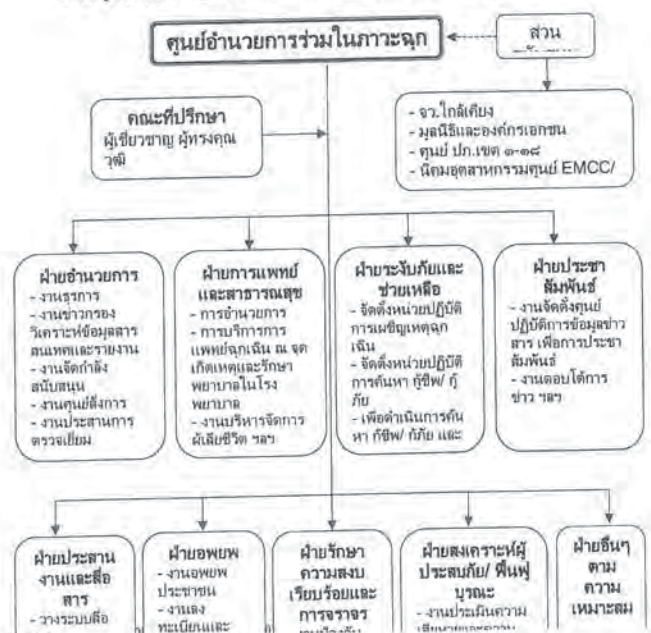 ศูนย์อำนวยการร่วมในภาวะฉุก
ส่วน
คณะที่ปรึกษา
ผู้เชี่ยวชาญ ผู้ทรงคุณ
วุฒิ
- จว.ใกล้เคียง
- มูลนิธิและองค์กรเอกชน
- ศูนย์ ปภ.เขต ๑-๑๘
- นิคมอุตสาหกรรมศูนย์ EMCC/
ฝ่ายอำนวยการ
- งานธุรการ
- งานข่าวกรอง
วิเคราะห์ข้อมูลสาร
สนเทศและรายงาน
- งานจัดกำลัง
สนับสนุน
- งานศูนย์สั่งการ
- งานประสานการ
ตรวจเยี่ยม
ฝ่ายการแพทย์
และสาธารณสุข
- การอำนวยการ
- การบริการการ
แพทย์ฉุกเฉิน ณ จุด
เกิดเหตุและรักษา
พยาบาลในโรง
พยาบาล
- งานบริหารจัดการ
ผู้เสียชีวิต ฯลฯ
ฝ่ายระงับภัยและ
ช่วยเหลือ
- จัดตั้งหน่วยปฏิบัติ
การเผชิญเหตุฉุก
เฉิน
- จัดตั้งหน่วยปฏิบัติ
การค้นหา กู้ชีพ/ กู้
ภัย
- เพื่อดำเนินการค้น
หา กู้ชีพ/ กู้ภัย และ
ฝ่ายประชา
สัมพันธ์
- งานจัดตั้งศูนย์
ปฏิบัติการข้อมูลข่าว
สาร เพื่อการประชา
สัมพันธ์
- งานตอบโต้การ
ข่าว ฯลฯ
ฝ่ายประสาน
งานและสื่อ
สาร
- วางระบบสื่อ
ฝ่ายอพยพ
- งานอพยพ
ประชาชน
- งานลง
ทะเบียนและ
ฝ่ายรักษา
ความสงบ
เรียบร้อยและ
การจราจร
ฝ่ายสงเคราะห์ผู้
ประสบภัย/ ฟื้นฟู
บูรณะ
- งานประเมินความ
ฝ่ายอื่นๆ
ตาม
ความ
เหมาะสม